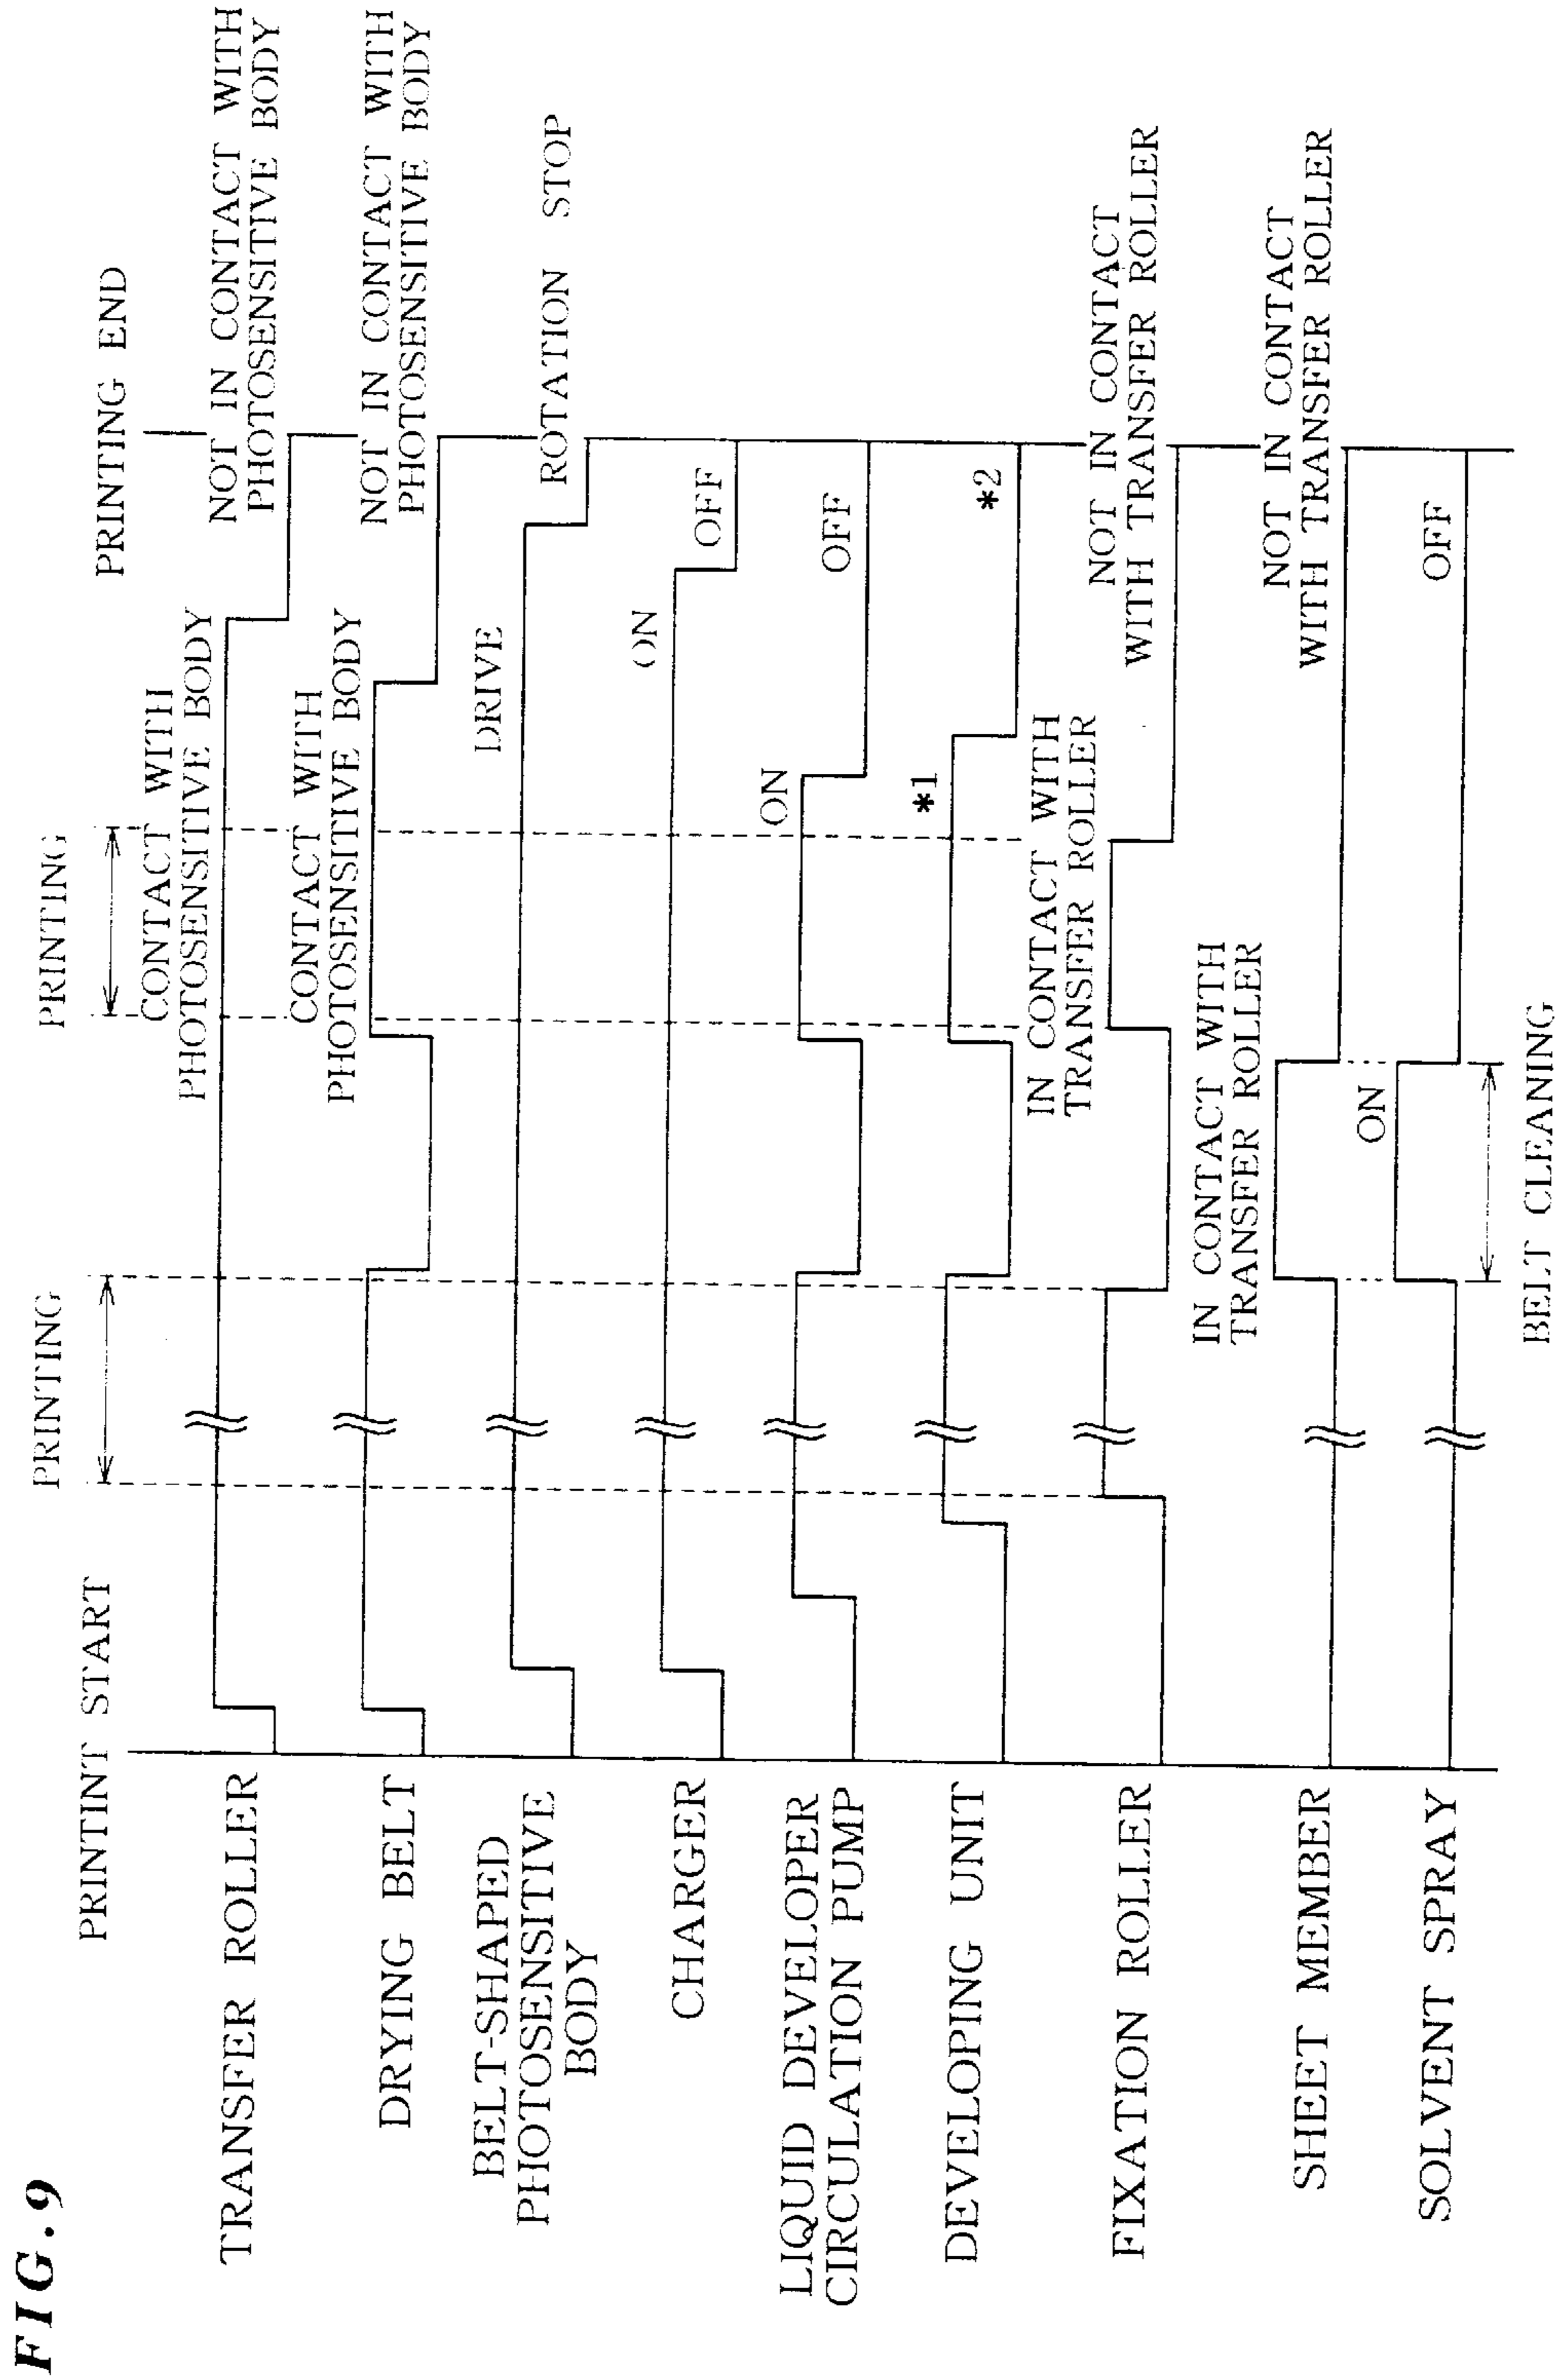 FIG.9
PRINTINT START
PRINTING
PRINTING
PRINTING END
TRANSFER ROLLER
CONTACT WITH
PHOTOSENSITIVE BODY
NOT IN CONTACT WITH
PHOTOSENSITIVE BODY
DRYING BELT
CONTACT WITH
PHOTOSENSITIVE BODY
NOT IN CONTACT WITH
PHOTOSENSITIVE BODY
BELT-SHAPED
PHOTOSENSITIVE
BODY
DRIVE
ROTATION STOP
CHARGER
ON
OFF
LIQUID DEVELOPER
CIRCULATION PUMP
ON
OFF
DEVELOPING UNIT
*1
*2
FIXATION ROLLER
IN CONTACT WITH
TRANSFER ROLLER
NOT IN CONTACT
WITH TRANSFER ROLLER
SHEET MEMBER
IN CONTACT WITH
TRANSFER ROLLER
NOT IN CONTACT
WITH TRANSFER ROLLER
SOLVENT SPRAY
ON
OFF
BELT CLEANING